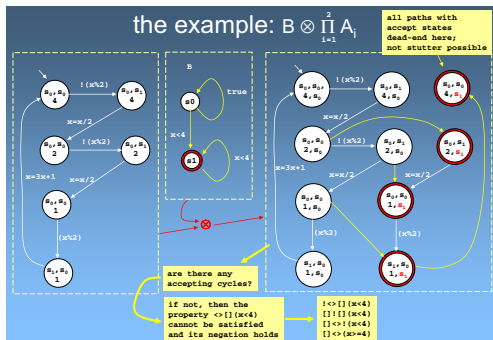 the example: B ⊗ ∏ Ai
2
i=1
all paths with
accept states
dead-end here;
not stutter possible
s0,s0
4
!(x%2)
s0,s1
4
x=x/2
s0,s0
2
!(x%2)
s0,s1
2
x=x/2
x=3x+1
s0,s0
1
(x%2)
s1,s0
1
B
s0
true
x<4
s1
x<4
⊗
s0,s0
,s0
!(x%2)
s0,s1
4,s0
s0,s0
4,s1
x=x/2
s0,s0
2,s0
!(x%2)
s0,s1
2,s0
s0,s1
2,s1
x=x/2
x=x/2
x=3x+1
s0,s0
1,s0
s0,s0
1,s1
(x%2)
(x%2)
s1,s0
1,s0
s1,s0
1,s1
are there any
accepting cycles?
if not, then the
property <>[](x<4)
cannot be satisfied
and its negation holds
!<>[](x<4)
[]![](x<4)
[]<>!(x<4)
[]<>(x>=4)